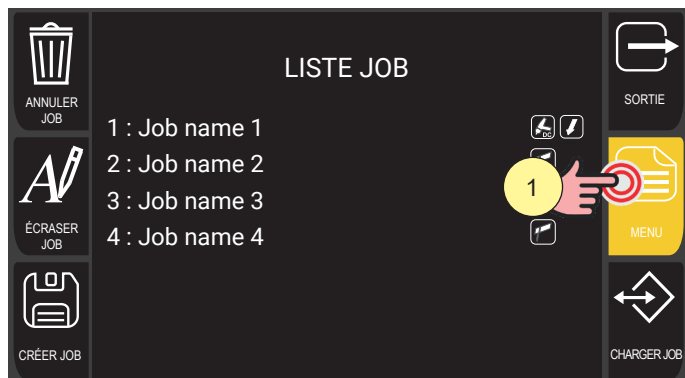 LISTE JOB
ANNULER
JOB
ÉCRASER
JOB
CRÉER JOB
1 : Job name 1
DC
2 : Job name 2
3 : Job name 3
4 : Job name 4
1
SORTIE
MENU
CHARGER JOB